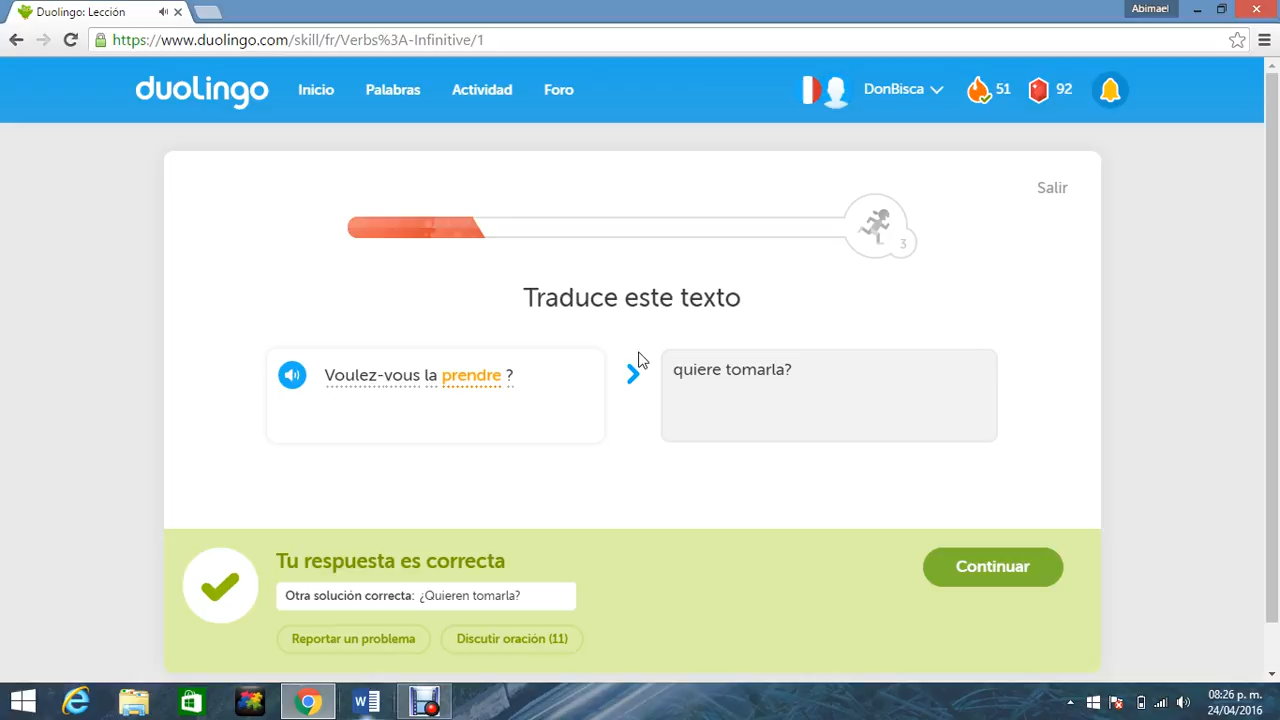 Duolingo: Lección
Abimael
https://www.duolingo.com/skill/fr/Verbs%3A-Infinitive/1
duolingo Inicio Palabras Actividad Foro DonBisca 51 92
Salir
3
Traduce este texto
Voulez-vous la prendre ?
quiere tomarla?
Tu respuesta es correcta
Otra solución correcta: ¿Quieren tomarla?
Continuar
Reportar un problema Discutir oración (11)
08:26 p. m.
24/04/2016